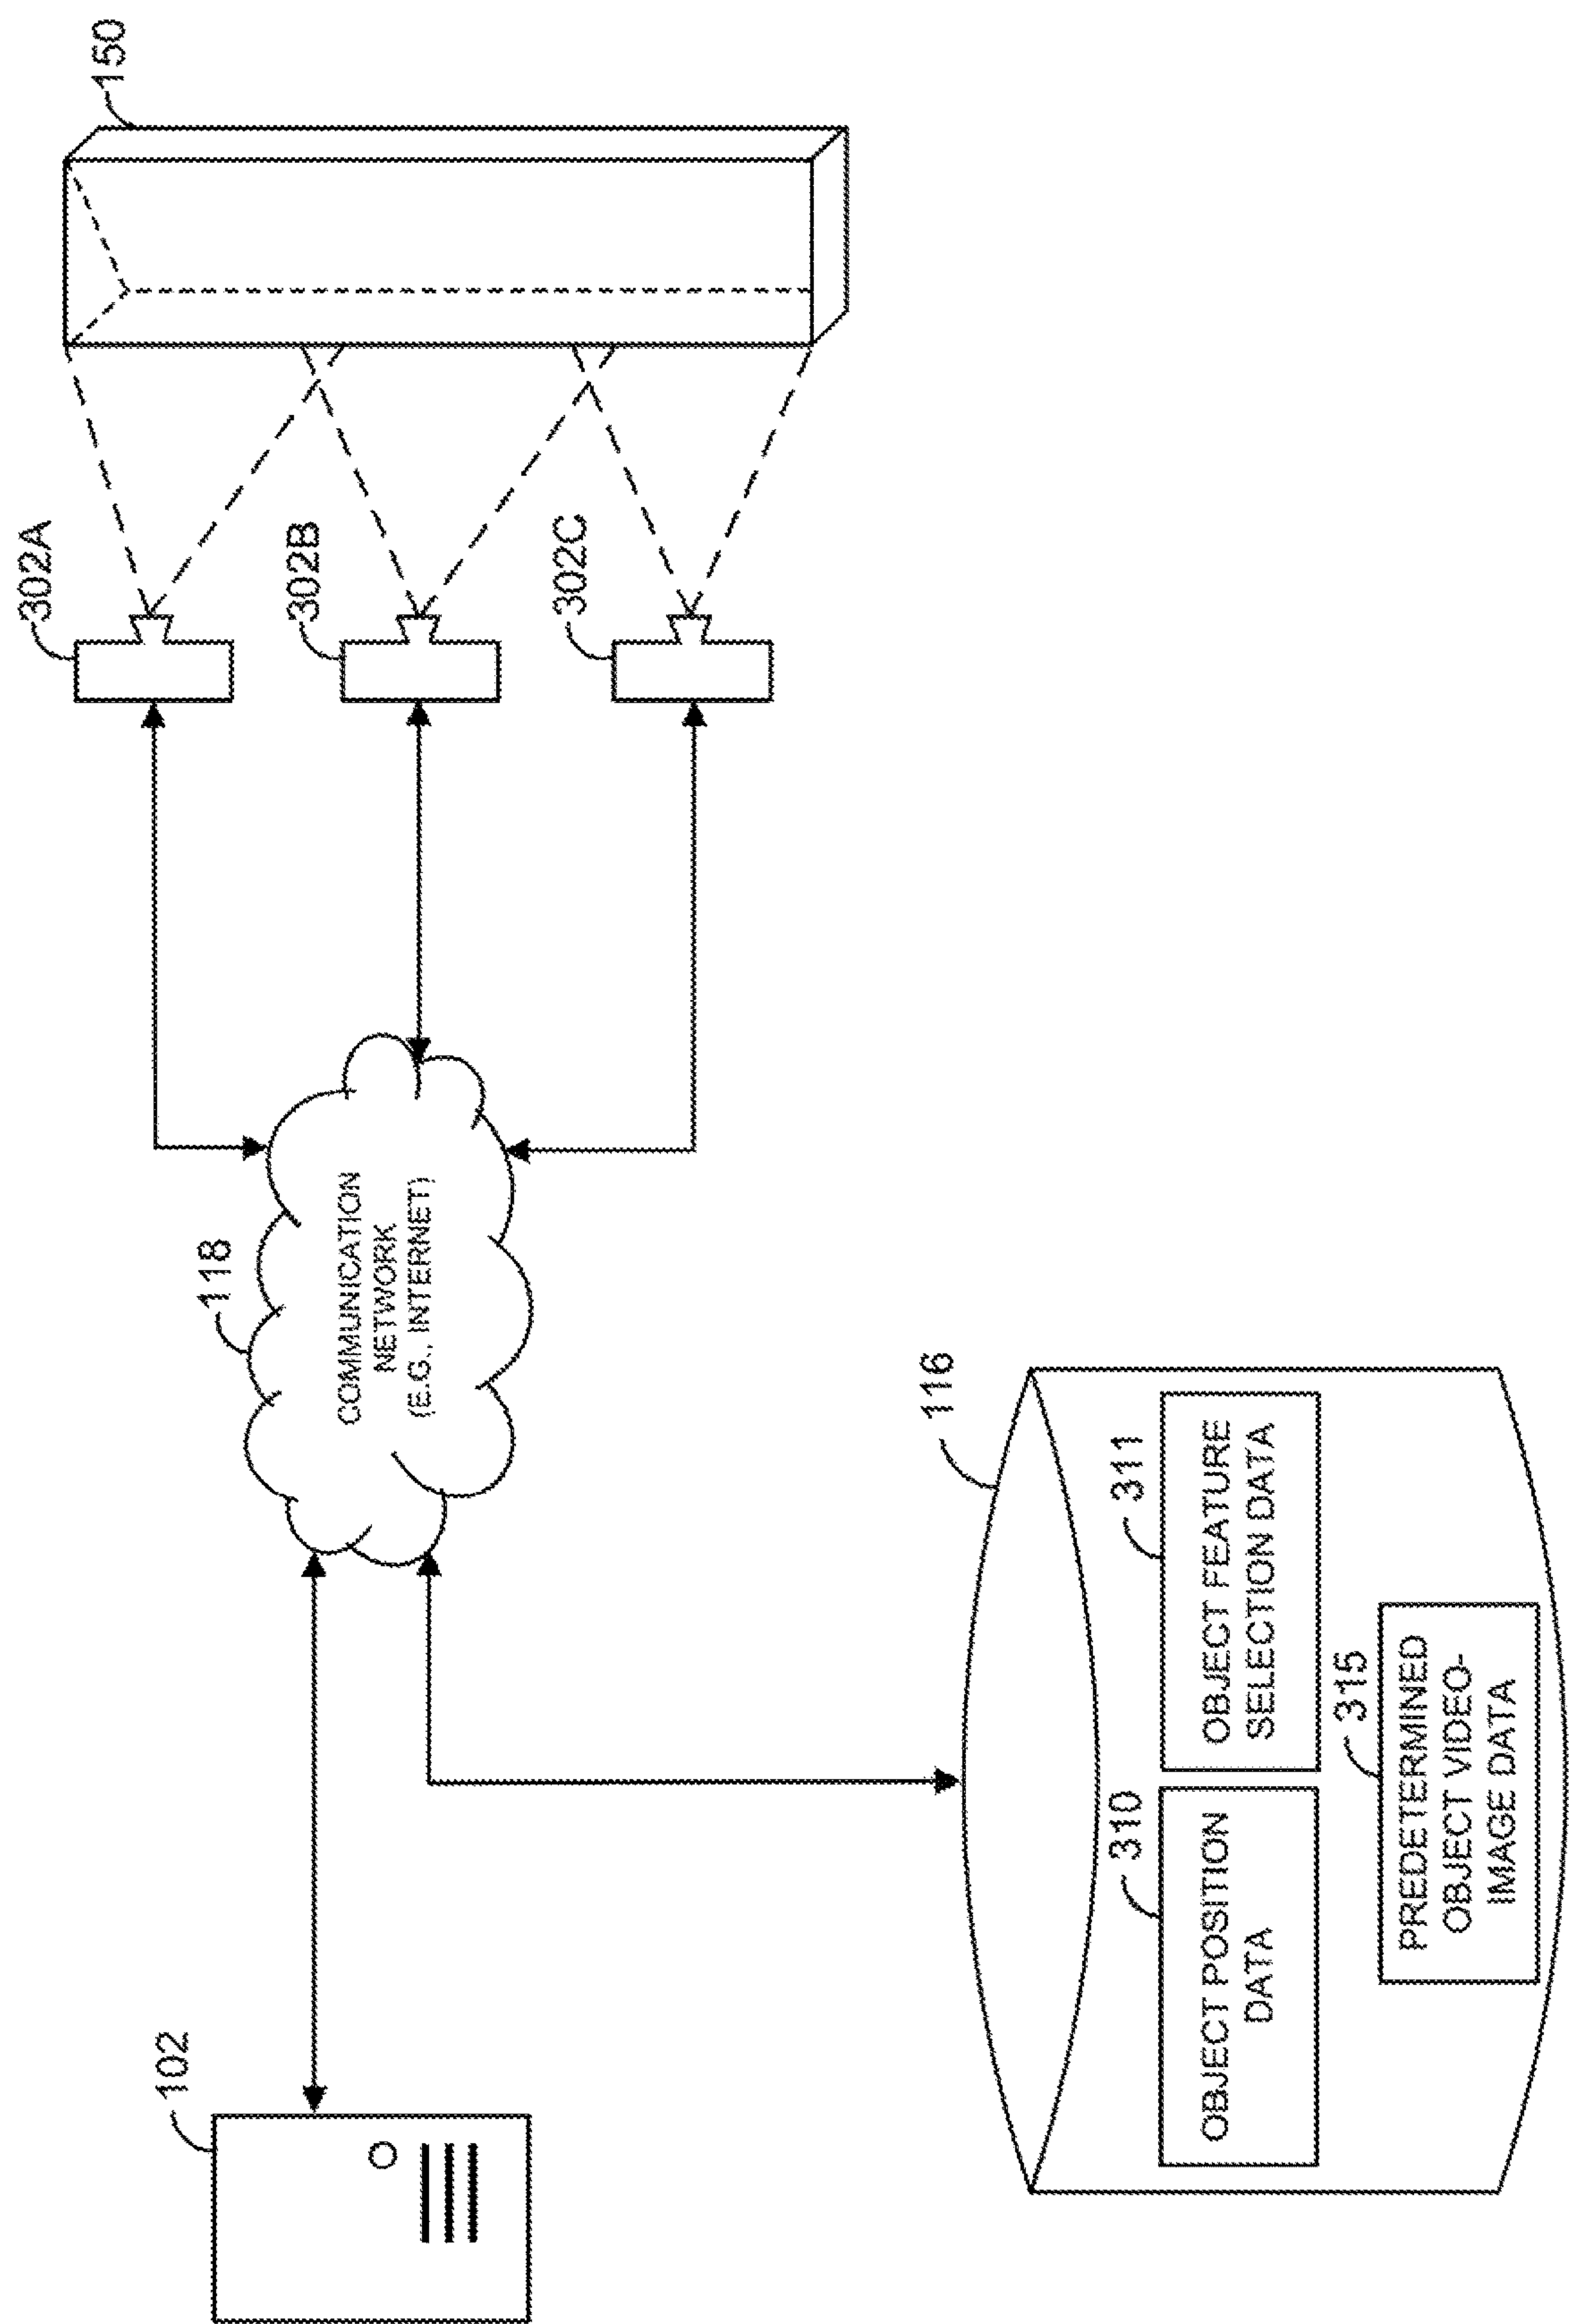 150
302A
302B
302C
118
COMMUNICATION
NETWORK
(E.G., INTERNET)
102
116
310
OBJECT POSITION
DATA
311
OBJECT FEATURE
SELECTION DATA
315
PREDETERMINED
OBJECT VIDEO-
IMAGE DATA